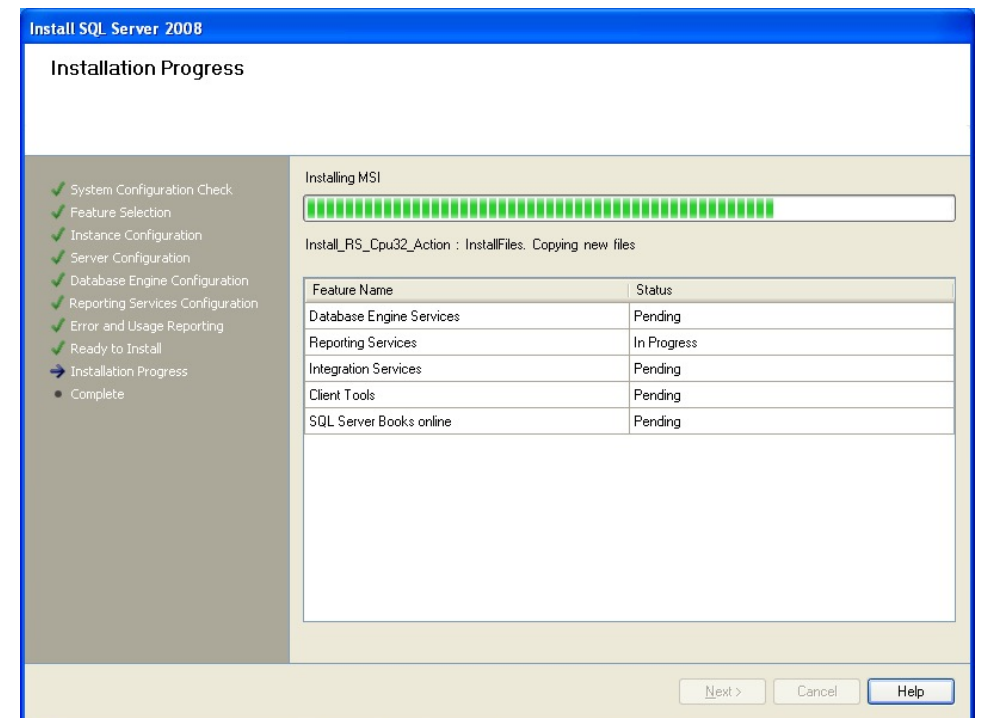 Install SQL Server 2008
Installation Progress
System Configuration Check
Feature Selection
Instance Configuration
Server Configuration
Database Engine Configuration
Reporting Services Configuration
Error and Usage Reporting
Ready to Install
Installation Progress
Complete
Installing MSI
Install_RS_Cpu32_Action : InstallFiles. Copying new files
Feature Name Status
Database Engine Services Pending
Reporting Services In Progress
Integration Services Pending
Client Tools Pending
SQL Server Books online Pending
Next > Cancel Help